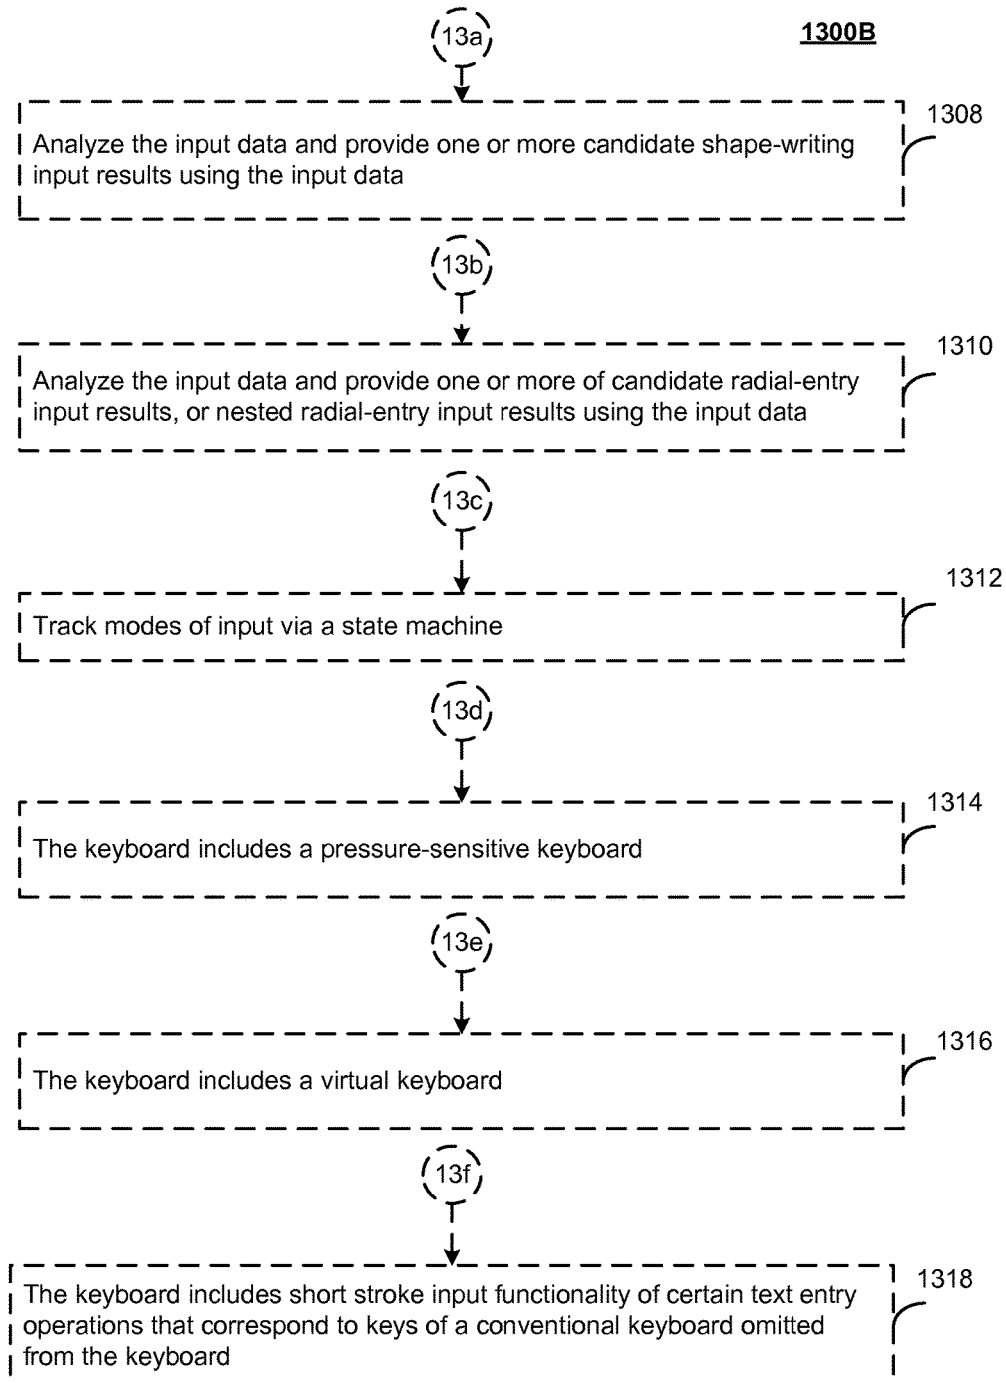 13a
1300B
1308
Analyze the input data and provide one or more candidate shape-writing
input results using the input data
13b
1310
Analyze the input data and provide one or more of candidate radial-entry
input results, or nested radial-entry input results using the input data
13c
1312
Track modes of input via a state machine
13d
1314
The keyboard includes a pressure-sensitive keyboard
13e
1316
The keyboard includes a virtual keyboard
13f
1318
The keyboard includes short stroke input functionality of certain text entry
operations that correspond to keys of a conventional keyboard omitted
from the keyboard